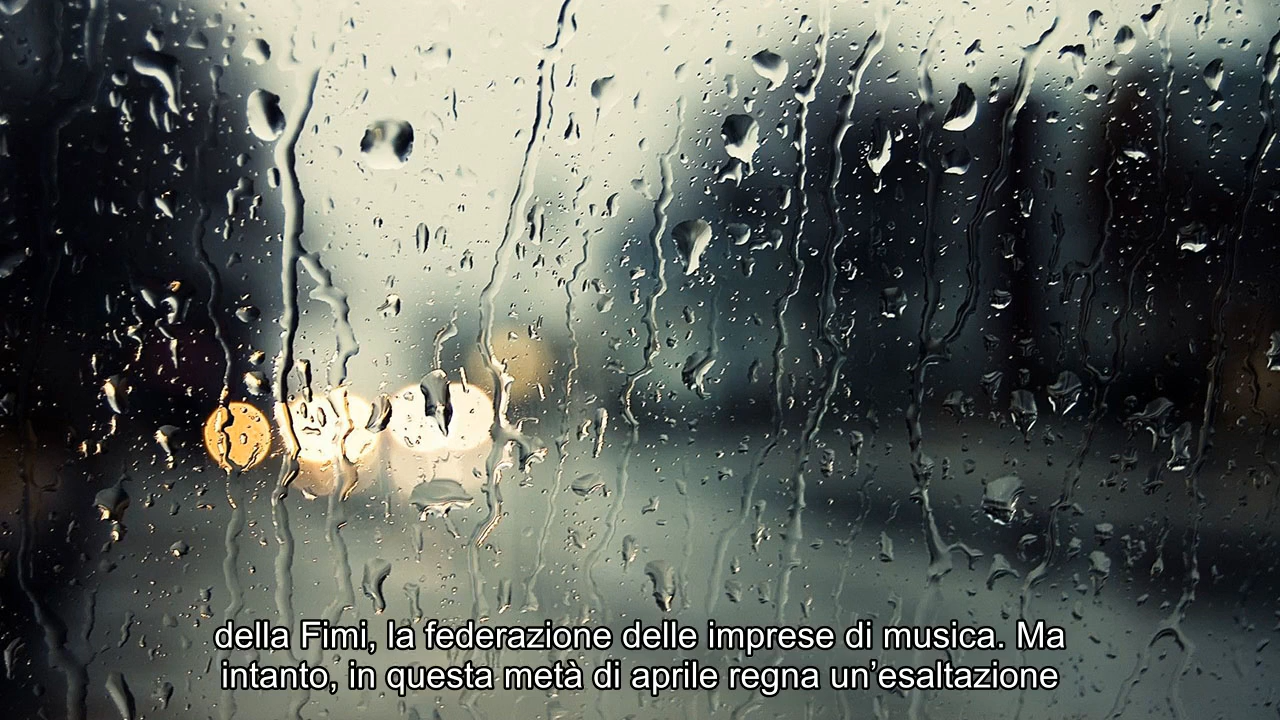 della Fimi, la federazione delle imprese di musica. Ma
intanto, in questa metà di aprile regna un’esaltazione